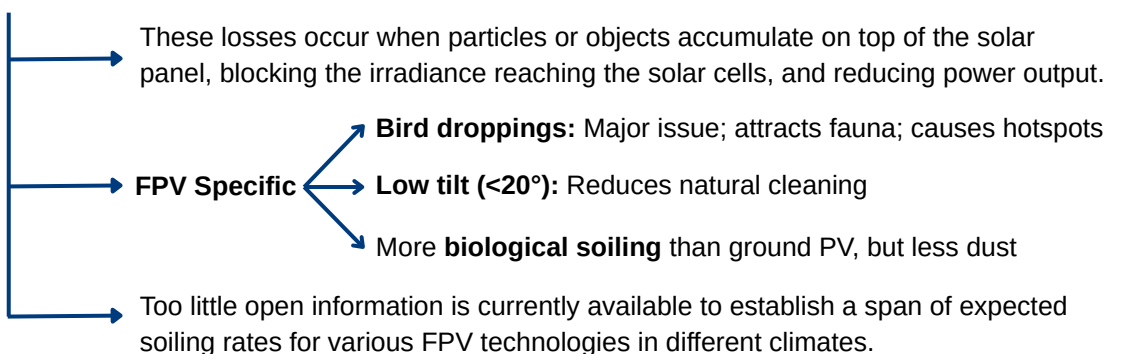 These losses occur when particles or objects accumulate on top of the solar
panel, blocking the irradiance reaching the solar cells, and reducing power output.
Bird droppings: Major issue; attracts fauna; causes hotspots
FPV Specific
Low tilt (<20°): Reduces natural cleaning
More biological soiling than ground PV, but less dust
Too little open information is currently available to establish a span of expected
soiling rates for various FPV technologies in different climates.